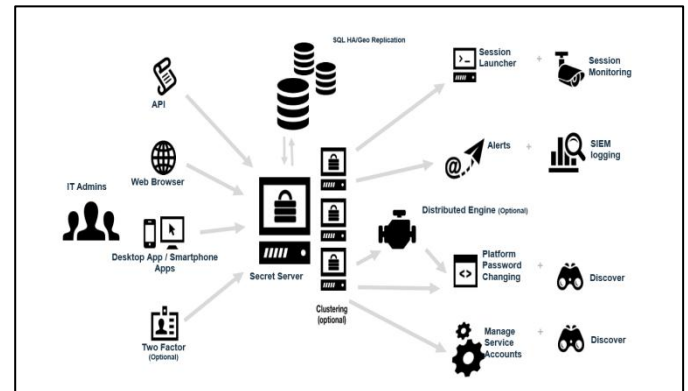 SQL HA/Geo Replication
Session
Launcher
+
Session
Monitoring
API
@
Alerts
+
SIEM
logging
Web Browser
IT Admins
Distributed Engine (Optional)
Desktop App / Smartphone
Apps
Secret Server
Platform
Password
Changing
+
Discover
Clustering
(optional)
Two Factor
(Optional)
Manage
Service
Accounts
+
Discover